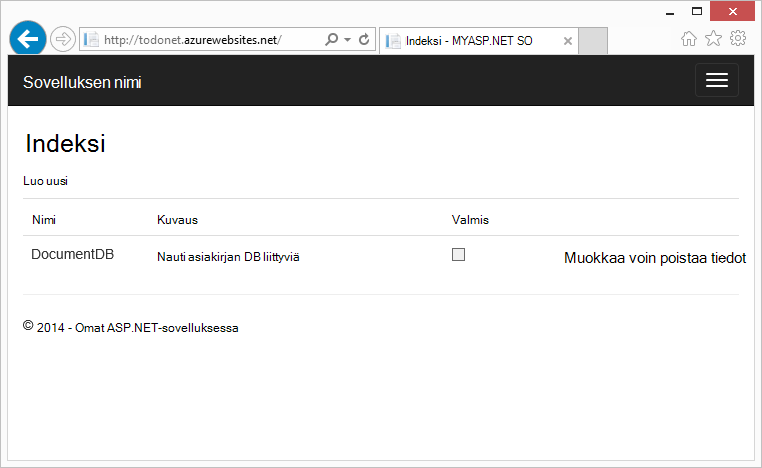 http://todonet.azurewebsites.net/
Indeksi - MYASP.NET SO
Sovelluksen nimi
Indeksi
Luo uusi
Nimi Kuvaus Valmis
DocumentDB Nauti asiakirjan DB liittyviä Muokkaa voin poistaa tiedot
© 2014 - Omat ASP.NET-sovelluksessa